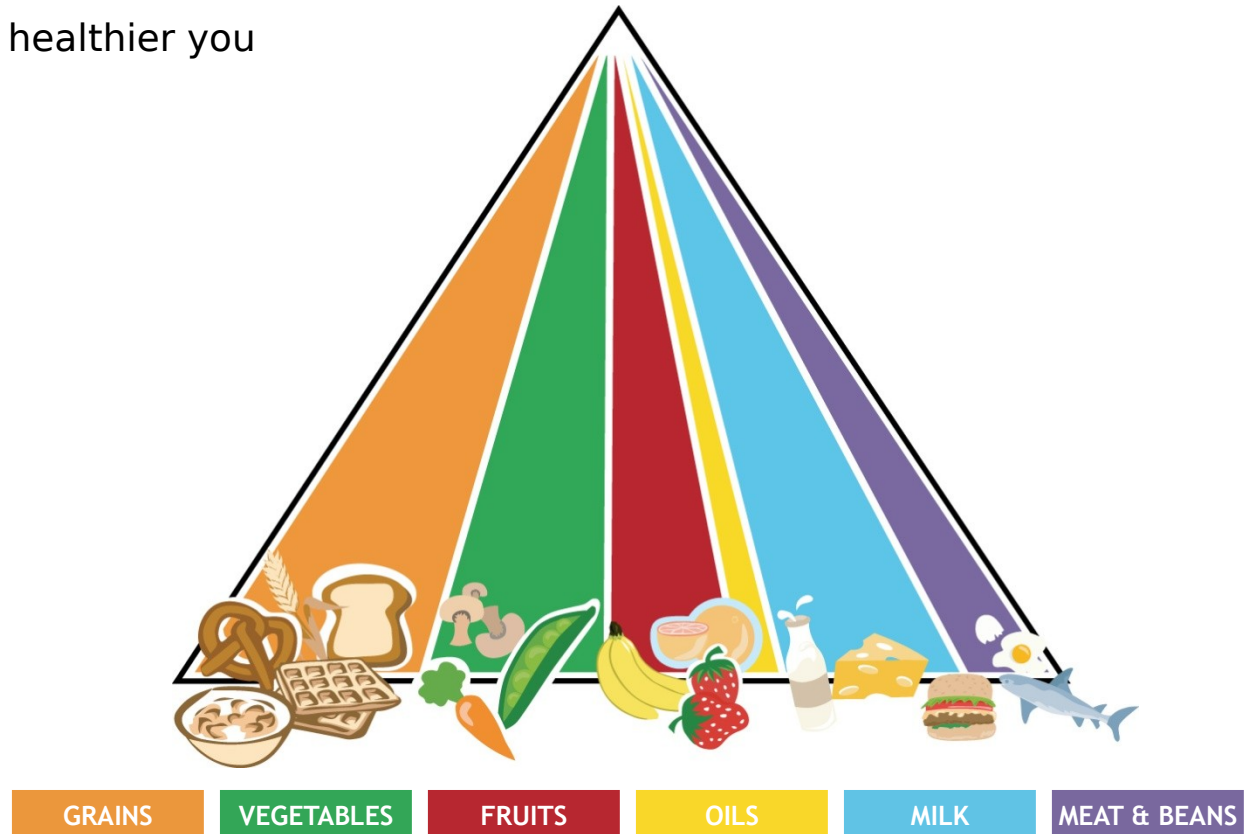 healthier you
GRAINS
VEGETABLES
FRUITS
OILS
MILK
MEAT & BEANS